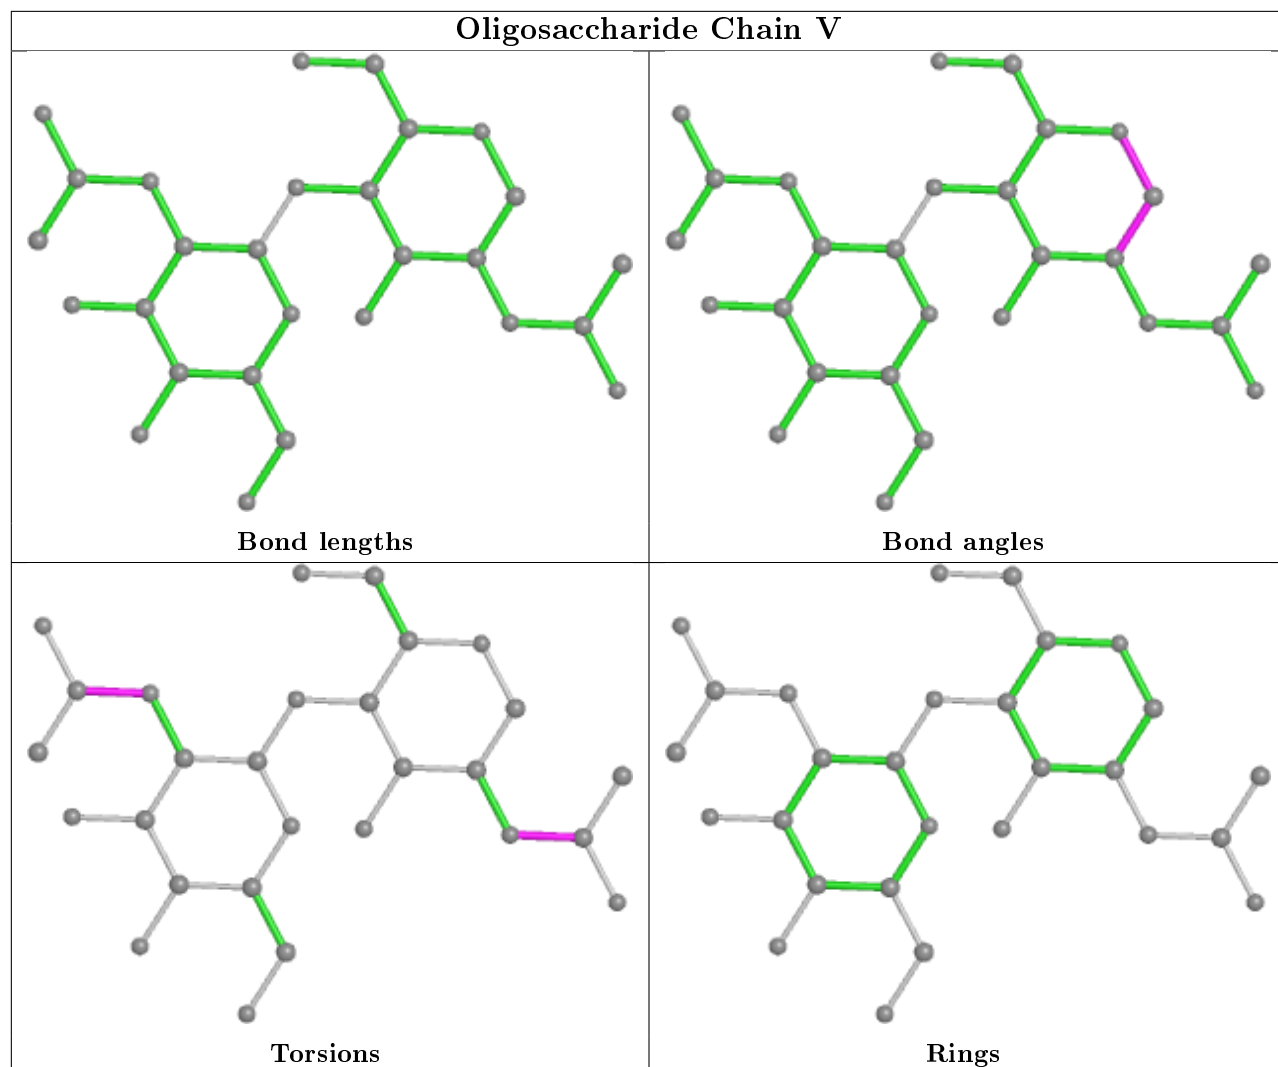 Oligosaccharide Chain V
Bond lengths
Bond angles
Torsions
Rings